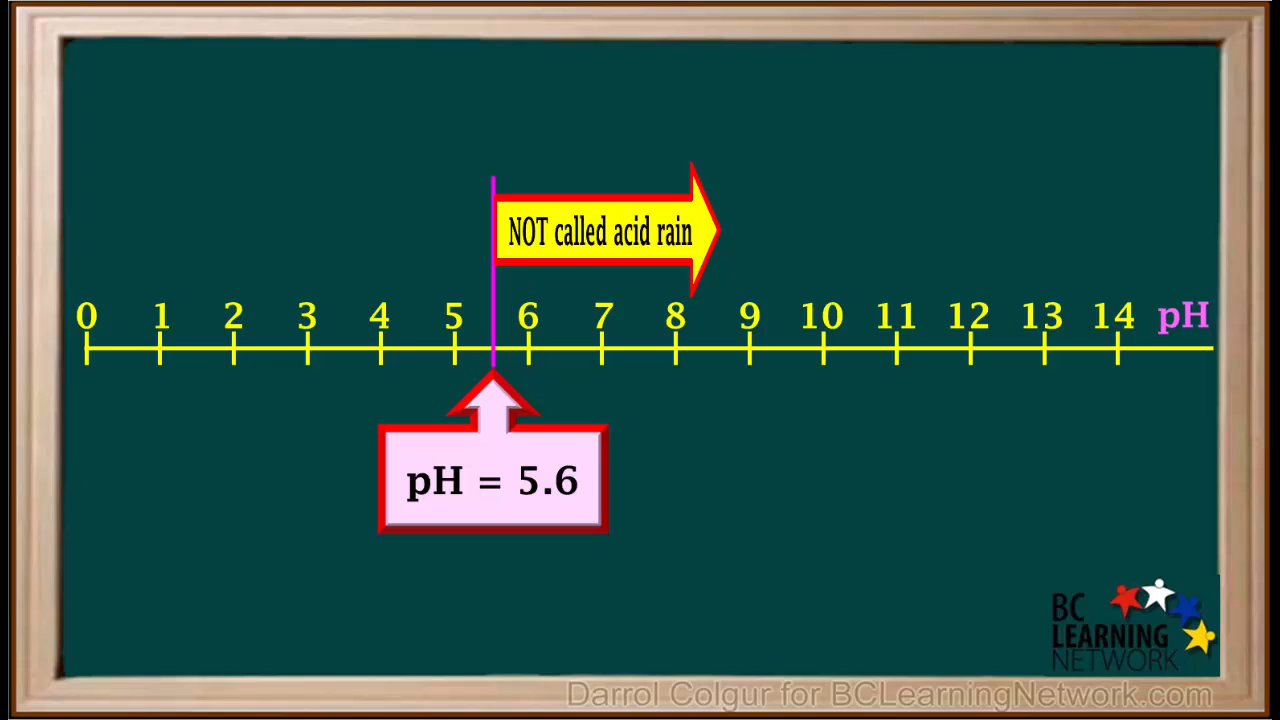 NOT called acid rain
0 1 2 3 4 5 6 7 8 9 10 11 12 13 14 pH
pH = 5.6
BC
LEARNING
NETWORK
Darrol Colgur for BCLearningNetwork.com